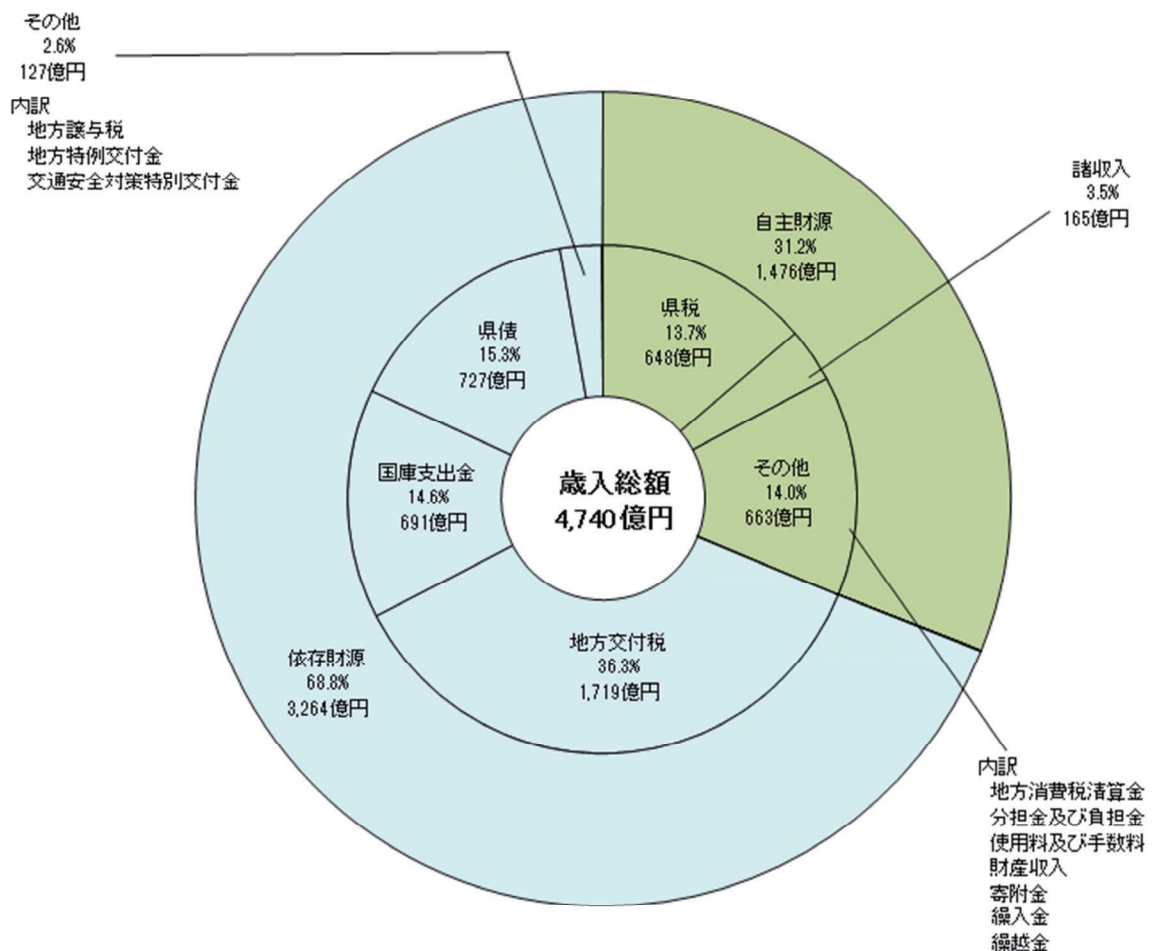 その他
2.6%
127億円
内訳
地方譲与税
地方特例交付金
交通安全対策特別交付金
諸収入
3.5%
165億円
自主財源
31.2%
1,476億円
県税
13.7%
648億円
県債
15.3%
727億円
国庫支出金
14.6%
691億円
歳入総額
4,740億円
その他
14.0%
663億円
地方交付税
36.3%
1,719億円
依存財源
68.8%
3,264億円
内訳
地方消費税清算金
分担金及び負担金
使用料及び手数料
財産収入
寄附金
繰入金
繰越金